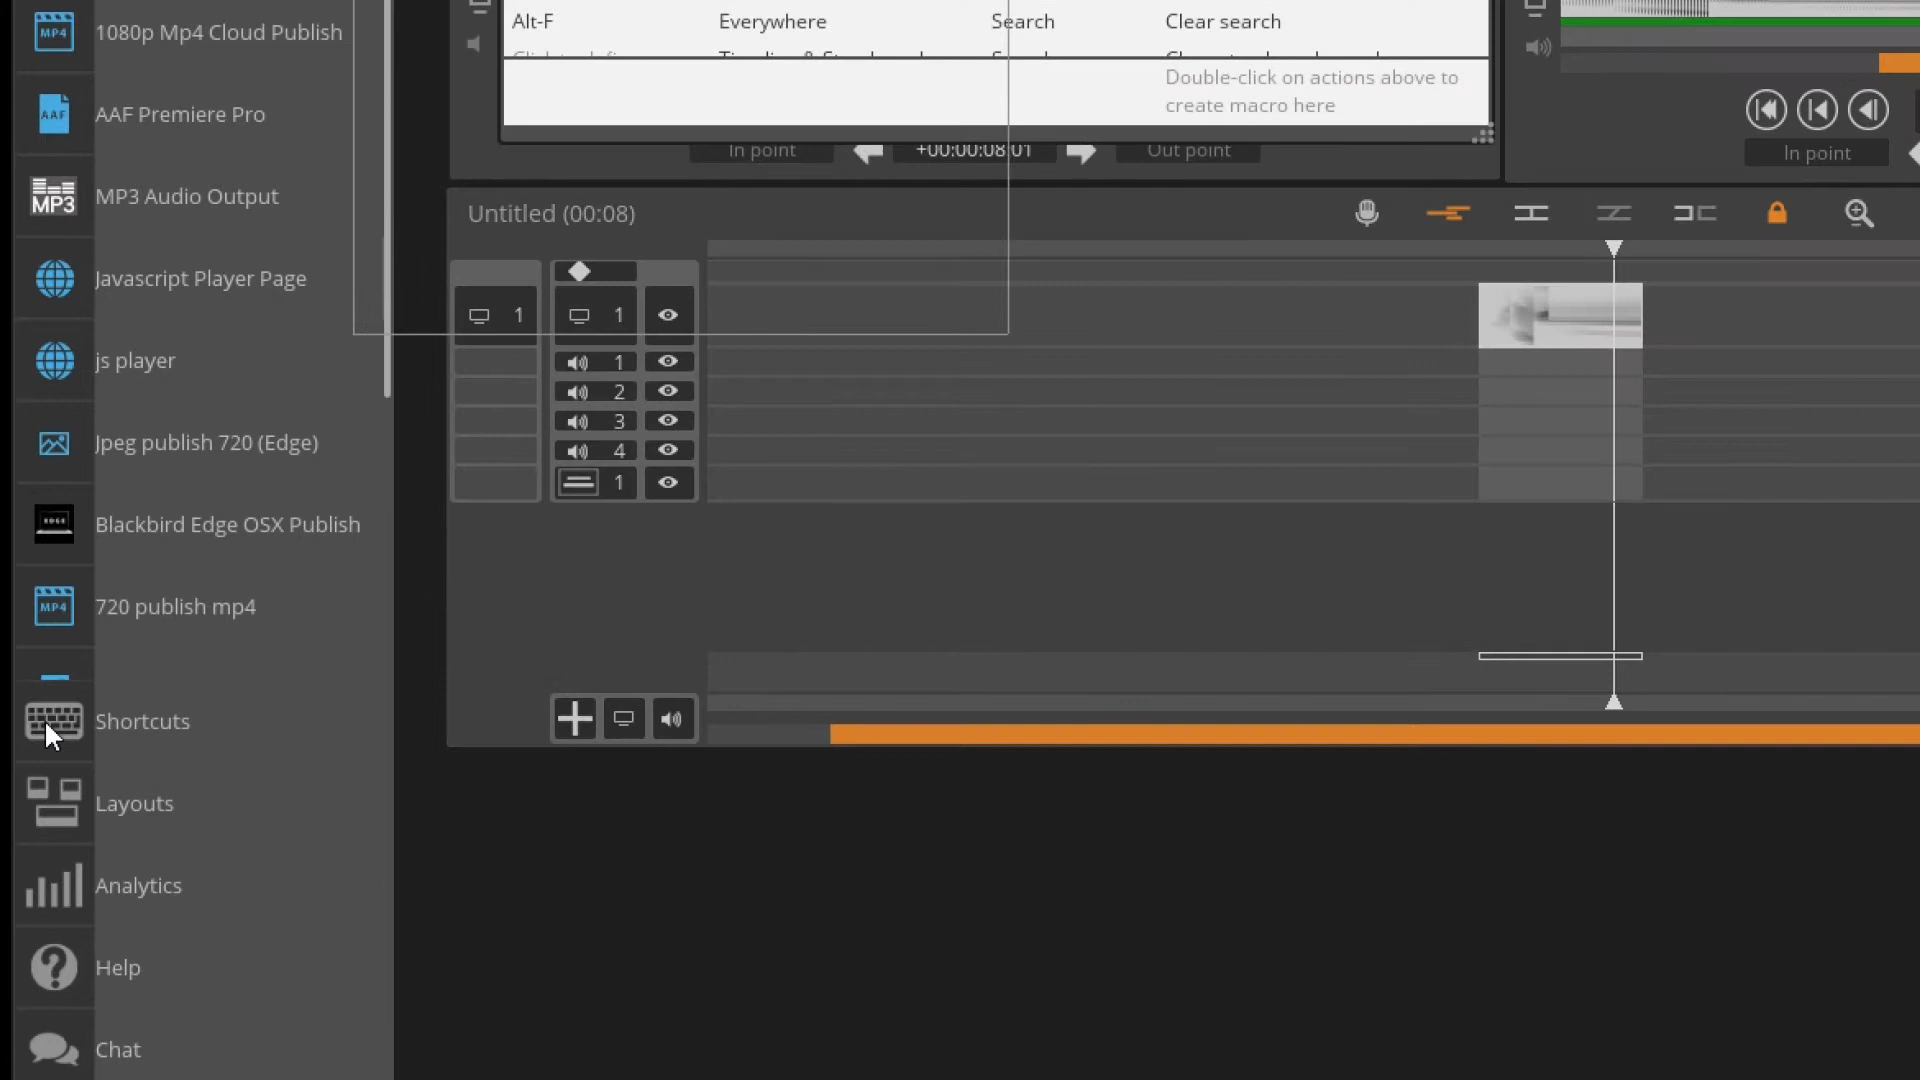 1080p Mp4 Cloud Publish
AAF Premiere Pro
MP3 Audio Output
Javascript Player Page
js player
Jpeg publish 720 (Edge)
Blackbird Edge OSX Publish
720 publish mp4
Shortcuts
Layouts
Analytics
Help
Chat
MP4
AAF
MP3
EDGE
MP4
Alt-F Everywhere Search Clear search
Double-click on actions above to
create macro here
In point +00:00:08:01 Out point
In point
Untitled (00:08)
1 1
1
2
3
4
1